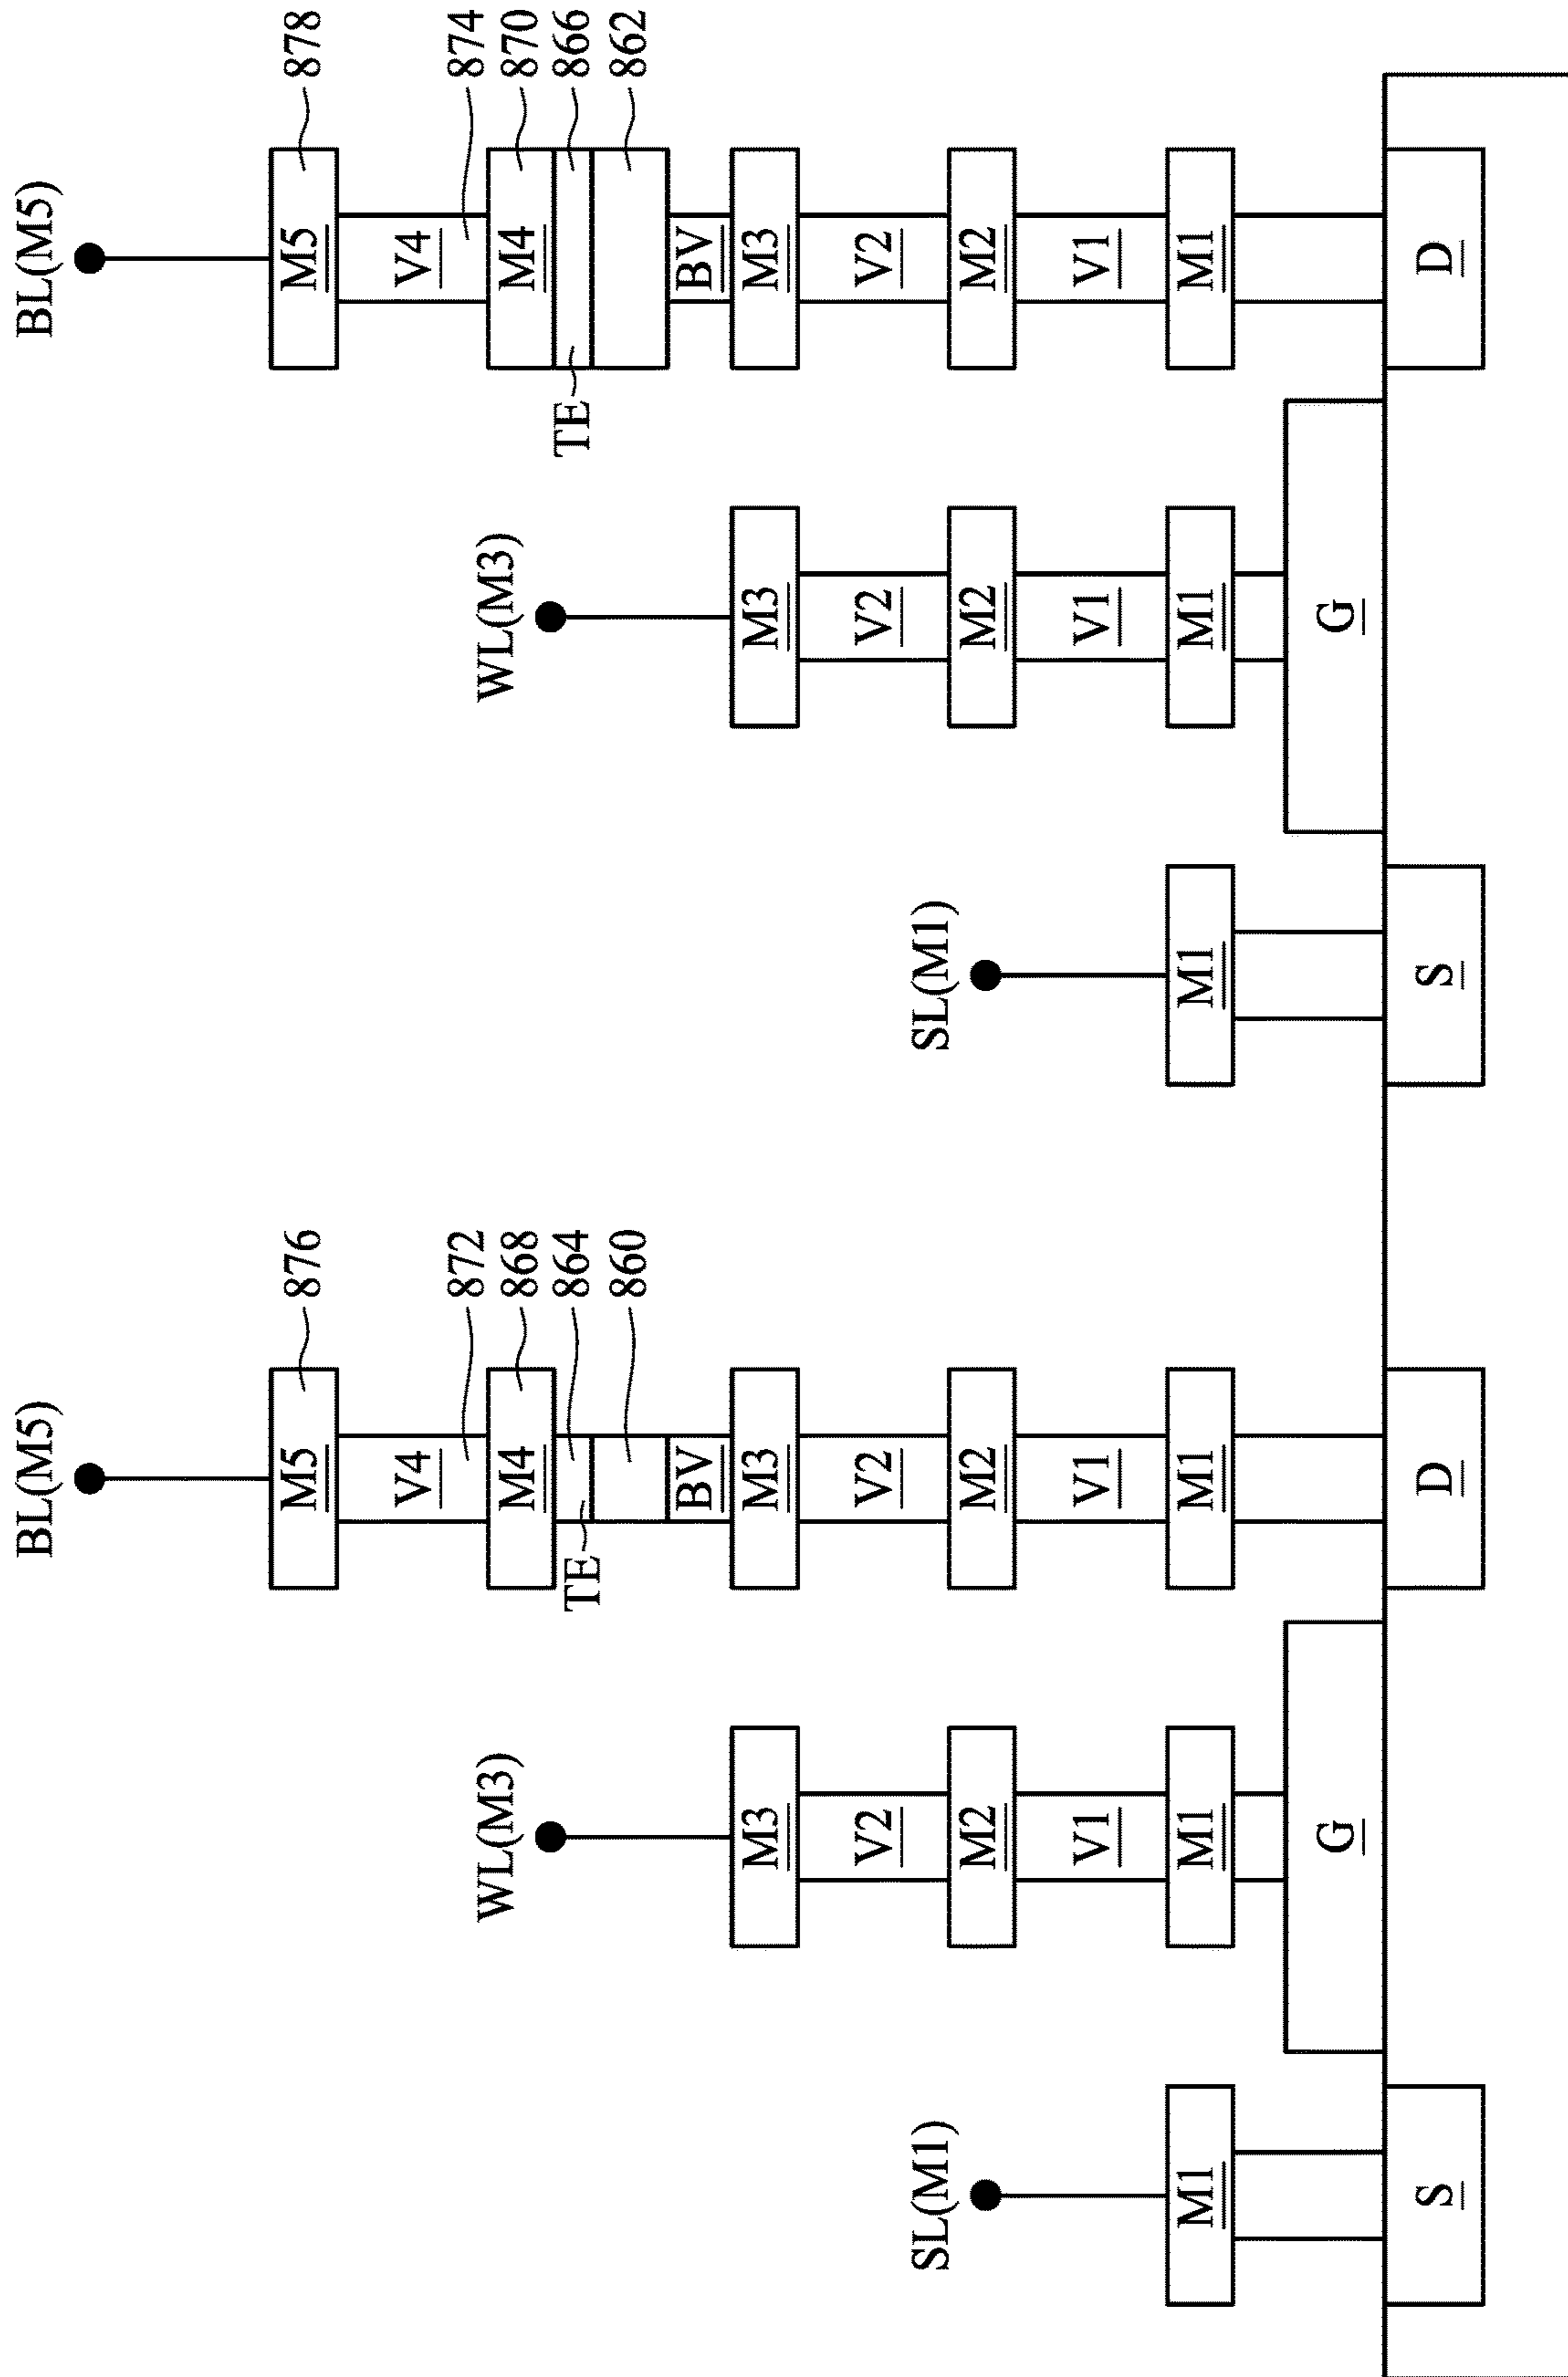 BL(M5)
BL(M5)
M5
876
M5
878
V4
872
V4
874
WL(M3)
M4
868
WL(M3)
M4
870
TE
864
TE
866
860
862
BV
BV
M3
M3
M3
M3
V2
V2
V2
V2
SL(M1)
SL(M1)
M2
M2
M2
M2
V1
V1
V1
V1
M1
M1
M1
M1
M1
M1
G
G
S
D
S
D